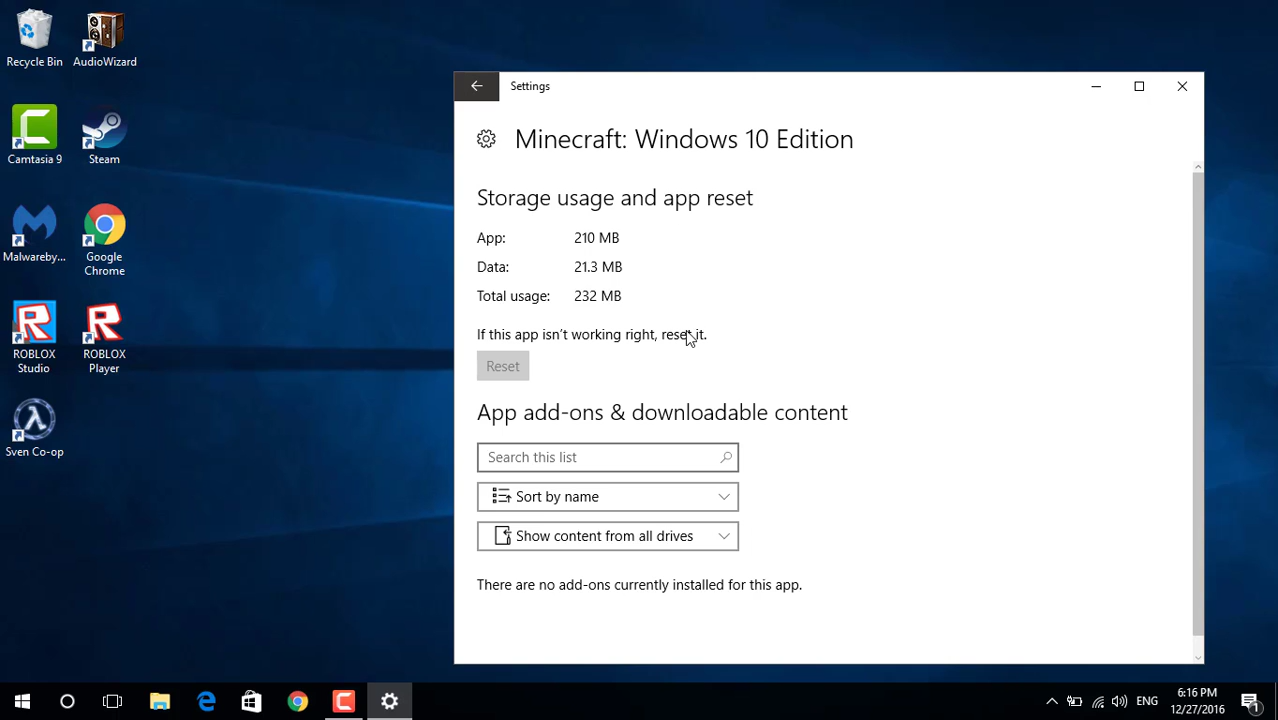 Recycle Bin
AudioWizard
Camtasia 9
Steam
Malwareby...
Google
Chrome
ROBLOX
Studio
ROBLOX
Player
Sven Co-op
Settings
Minecraft: Windows 10 Edition
Storage usage and app reset
App: 210 MB
Data: 21.3 MB
Total usage: 232 MB
If this app isn't working right, reset it.
Reset
App add-ons & downloadable content
Search this list
Sort by name
Show content from all drives
There are no add-ons currently installed for this app.
ENG
6:16 PM
12/27/2016
1